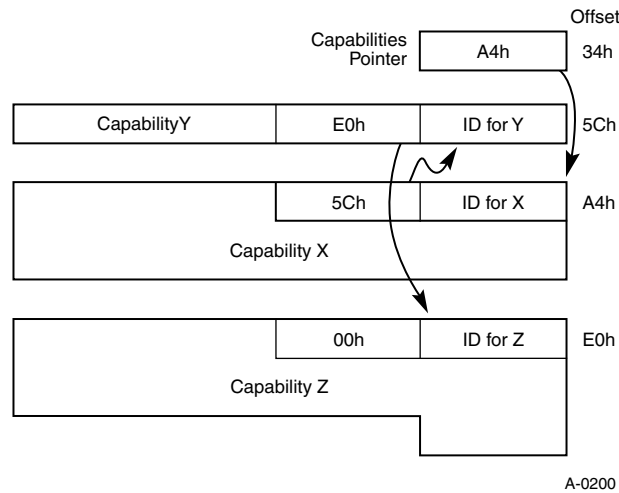 Offset
Capabilities
Pointer
A4h 34h
CapabilityY E0h ID for Y 5Ch
5Ch ID for X A4h
Capability X
00h ID for Z E0h
Capability Z
A-0200